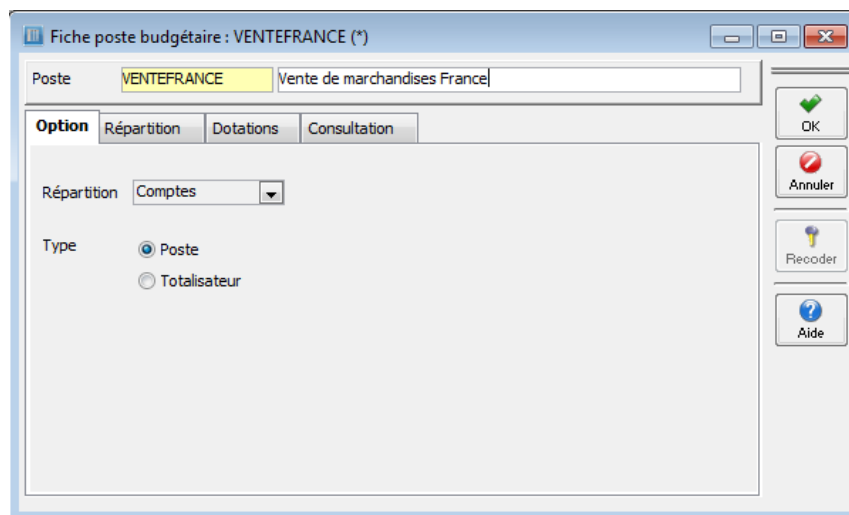 Fiche poste budgétaire : VENTEFRANCE (*)
Poste VENTEFRANCE Vente de marchandises France
Option Répartition Dotations Consultation
OK
Répartition Comptes
Annuler
Type Poste
Totalisateur
Recoder
Aide